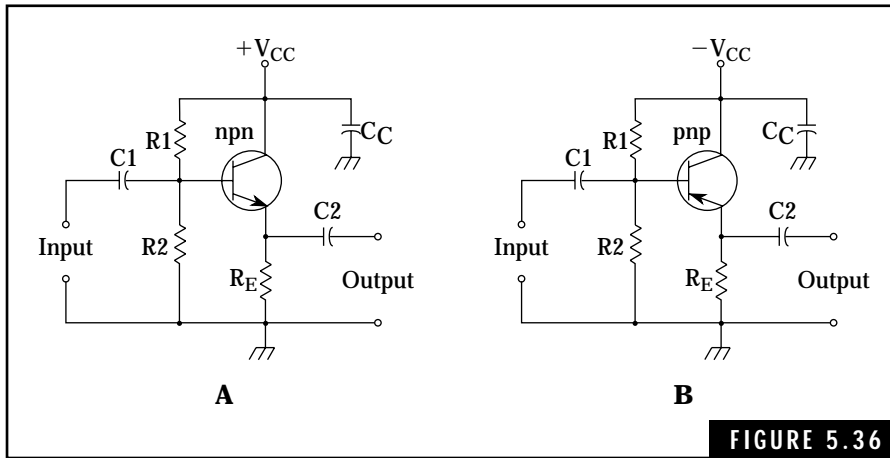 +VCC
−VCC
R1
npn
CC
C1
Input
R2
C2
RE
Output
A
R1
pnp
CC
C1
Input
R2
C2
RE
Output
B
FIGURE 5.36